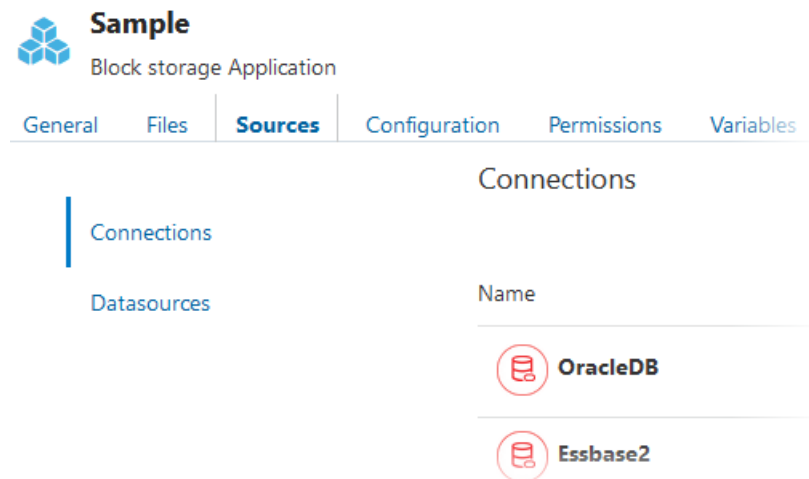 Sample
Block storage Application
General Files Sources Configuration Permissions Variables
Connections
Connections
Datasources
Name
OracleDB
Essbase2